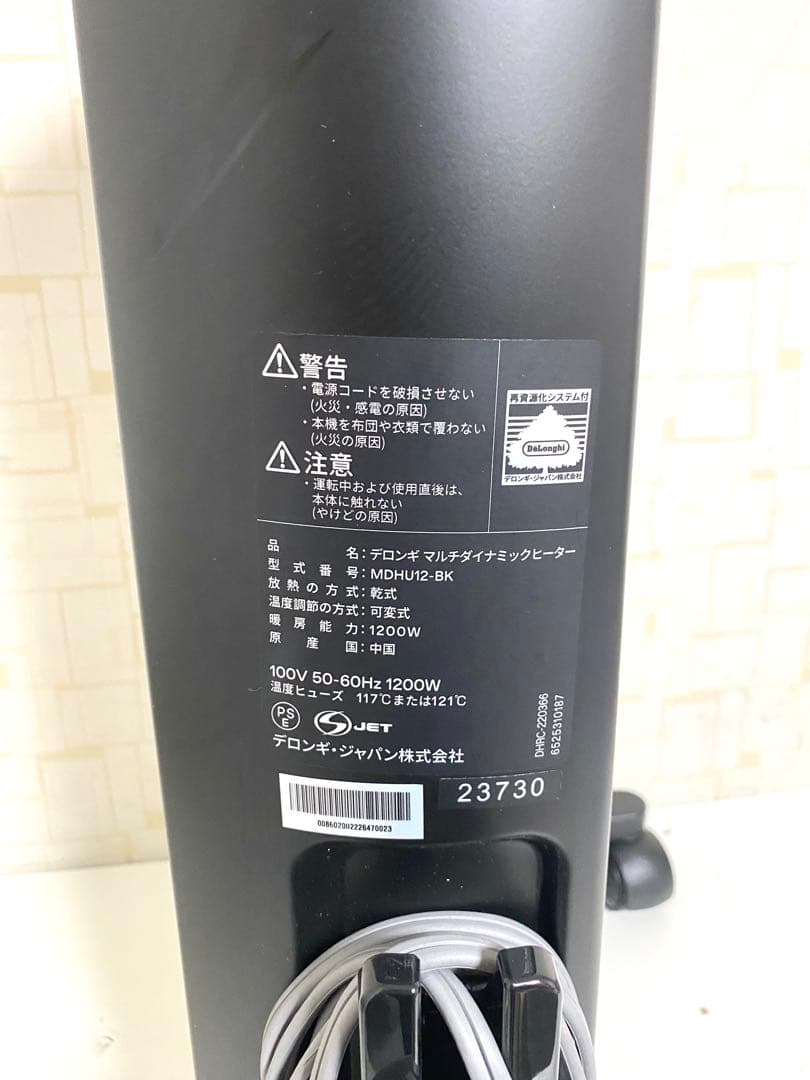 警告
・電源コードを破損させない
(火災・感電の原因)
・本機を布団や衣類で覆わない
(火災の原因)
注意
・運転中および使用直後は、
本体に触れない
(やけどの原因)
再資源化システム付
DeLonghi
デロンギ・ジャパン株式会社
品名:デロンギ マルチダイナミックヒーター
型式番号:MDHU12-BK
放熱の方式:乾式
温度調節の方式:可変式
暖房能力:1200W
原産国:中国
100V 50-60Hz 1200W
温度ヒューズ 117℃または121℃
PSE
S JET
デロンギ・ジャパン株式会社
DHRC-220366
6525310187
23730
008602002226470023